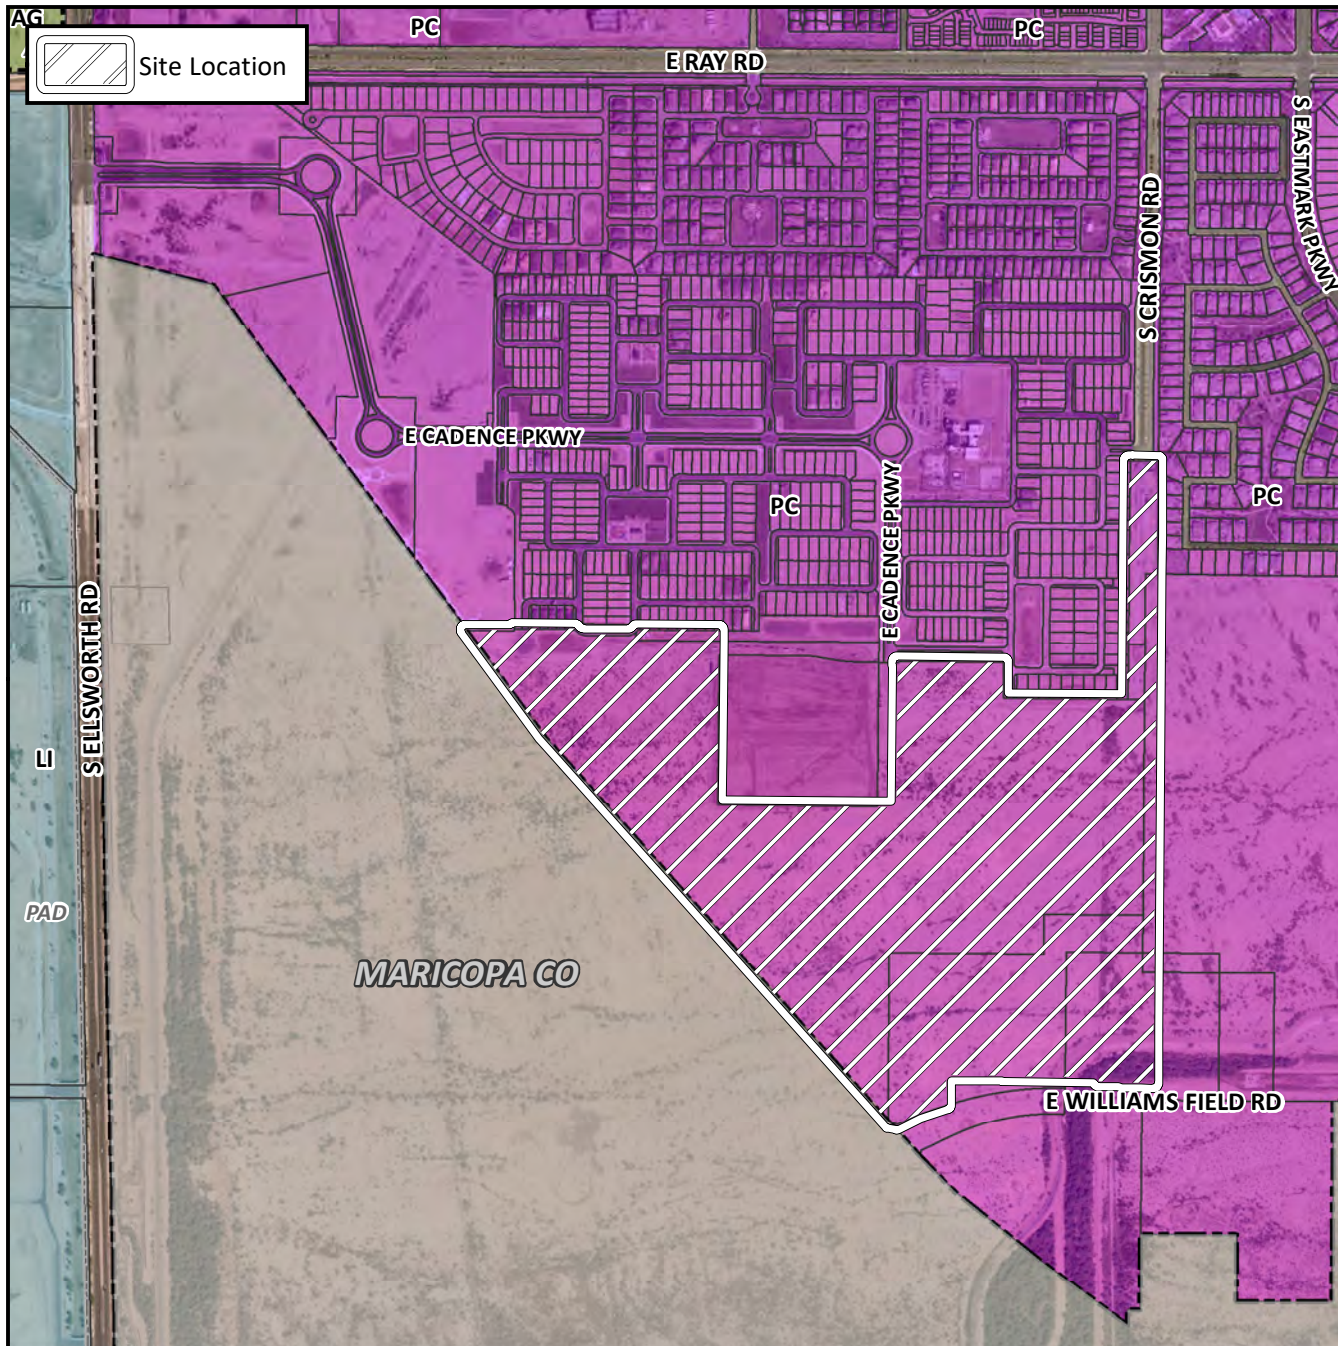 AG
PC
PC
4
Site Location
E RAY RD
S EASTMARK PKWY
S CRISMON RD
E CADENCE PKWY
PC
PC
E CADENCE PKWY
S ELLSWORTH RD
LI
PAD
MARICOPA CO
E WILLIAMS FIELD RD